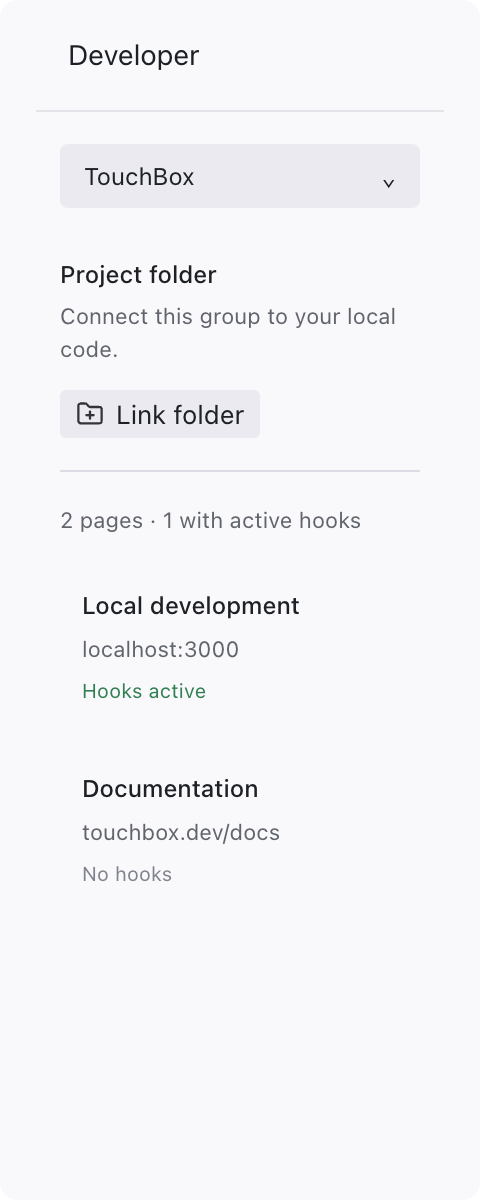 Developer
TouchBox
Project folder
Connect this group to your local
code.
Link folder
2 pages · 1 with active hooks
Local development
localhost:3000
Hooks active
Documentation
touchbox.dev/docs
No hooks